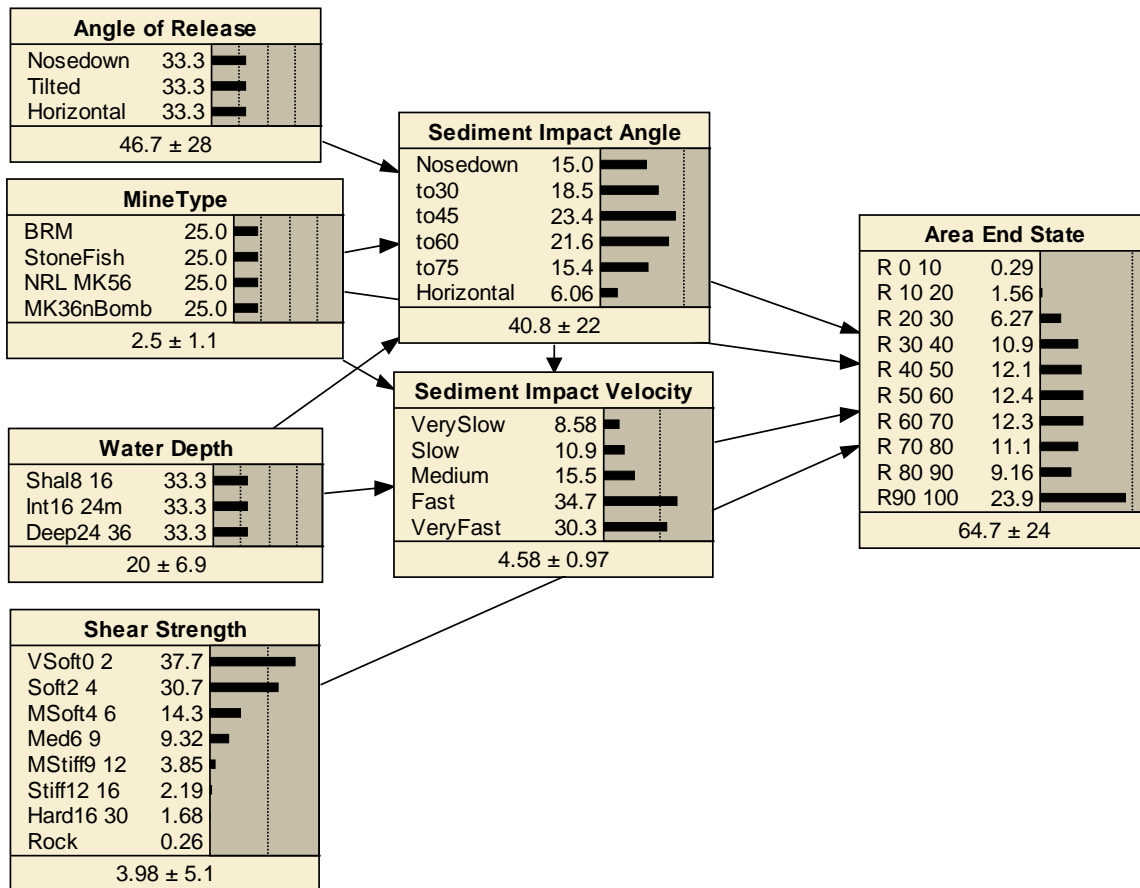 Angle of Release
Nosedown 33.3
Tilted 33.3
Horizontal 33.3
46.7 ± 28
MineType
BRM 25.0
StoneFish 25.0
NRL MK56 25.0
MK36nBomb 25.0
2.5 ± 1.1
Water Depth
Shal8 16 33.3
Int16 24m 33.3
Deep24 36 33.3
20 ± 6.9
Shear Strength
VSoft0 2 37.7
Soft2 4 30.7
MSoft4 6 14.3
Med6 9 9.32
MStiff9 12 3.85
Stiff12 16 2.19
Hard16 30 1.68
Rock 0.26
3.98 ± 5.1
Sediment Impact Angle
Nosedown 15.0
to30 18.5
to45 23.4
to60 21.6
to75 15.4
Horizontal 6.06
40.8 ± 22
Sediment Impact Velocity
VerySlow 8.58
Slow 10.9
Medium 15.5
Fast 34.7
VeryFast 30.3
4.58 ± 0.97
Area End State
R 0 10 0.29
R 10 20 1.56
R 20 30 6.27
R 30 40 10.9
R 40 50 12.1
R 50 60 12.4
R 60 70 12.3
R 70 80 11.1
R 80 90 9.16
R90 100 23.9
64.7 ± 24